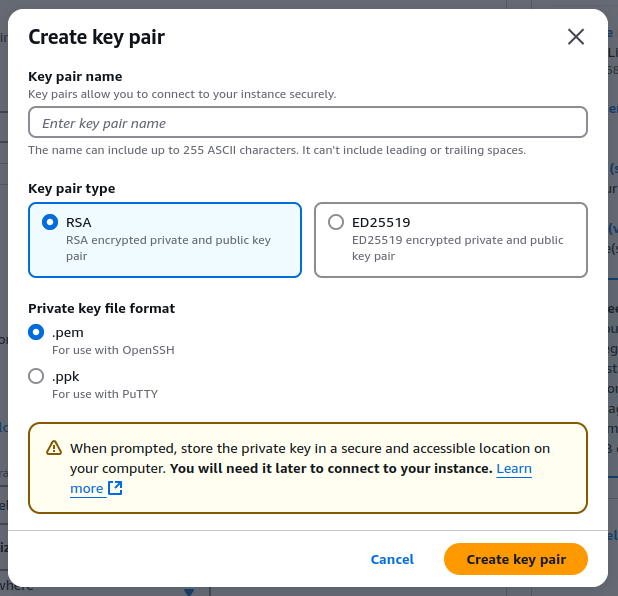 Create key pair
Key pair name
Key pairs allow you to connect to your instance securely.
Enter key pair name
The name can include up to 255 ASCII characters. It can't include leading or trailing spaces.
Key pair type
RSA
RSA encrypted private and public key
pair
ED25519
ED25519 encrypted private and public
key pair
Private key file format
.pem
For use with OpenSSH
.ppk
For use with PuTTY
When prompted, store the private key in a secure and accessible location on
your computer. You will need it later to connect to your instance. Learn
more
Cancel
Create key pair